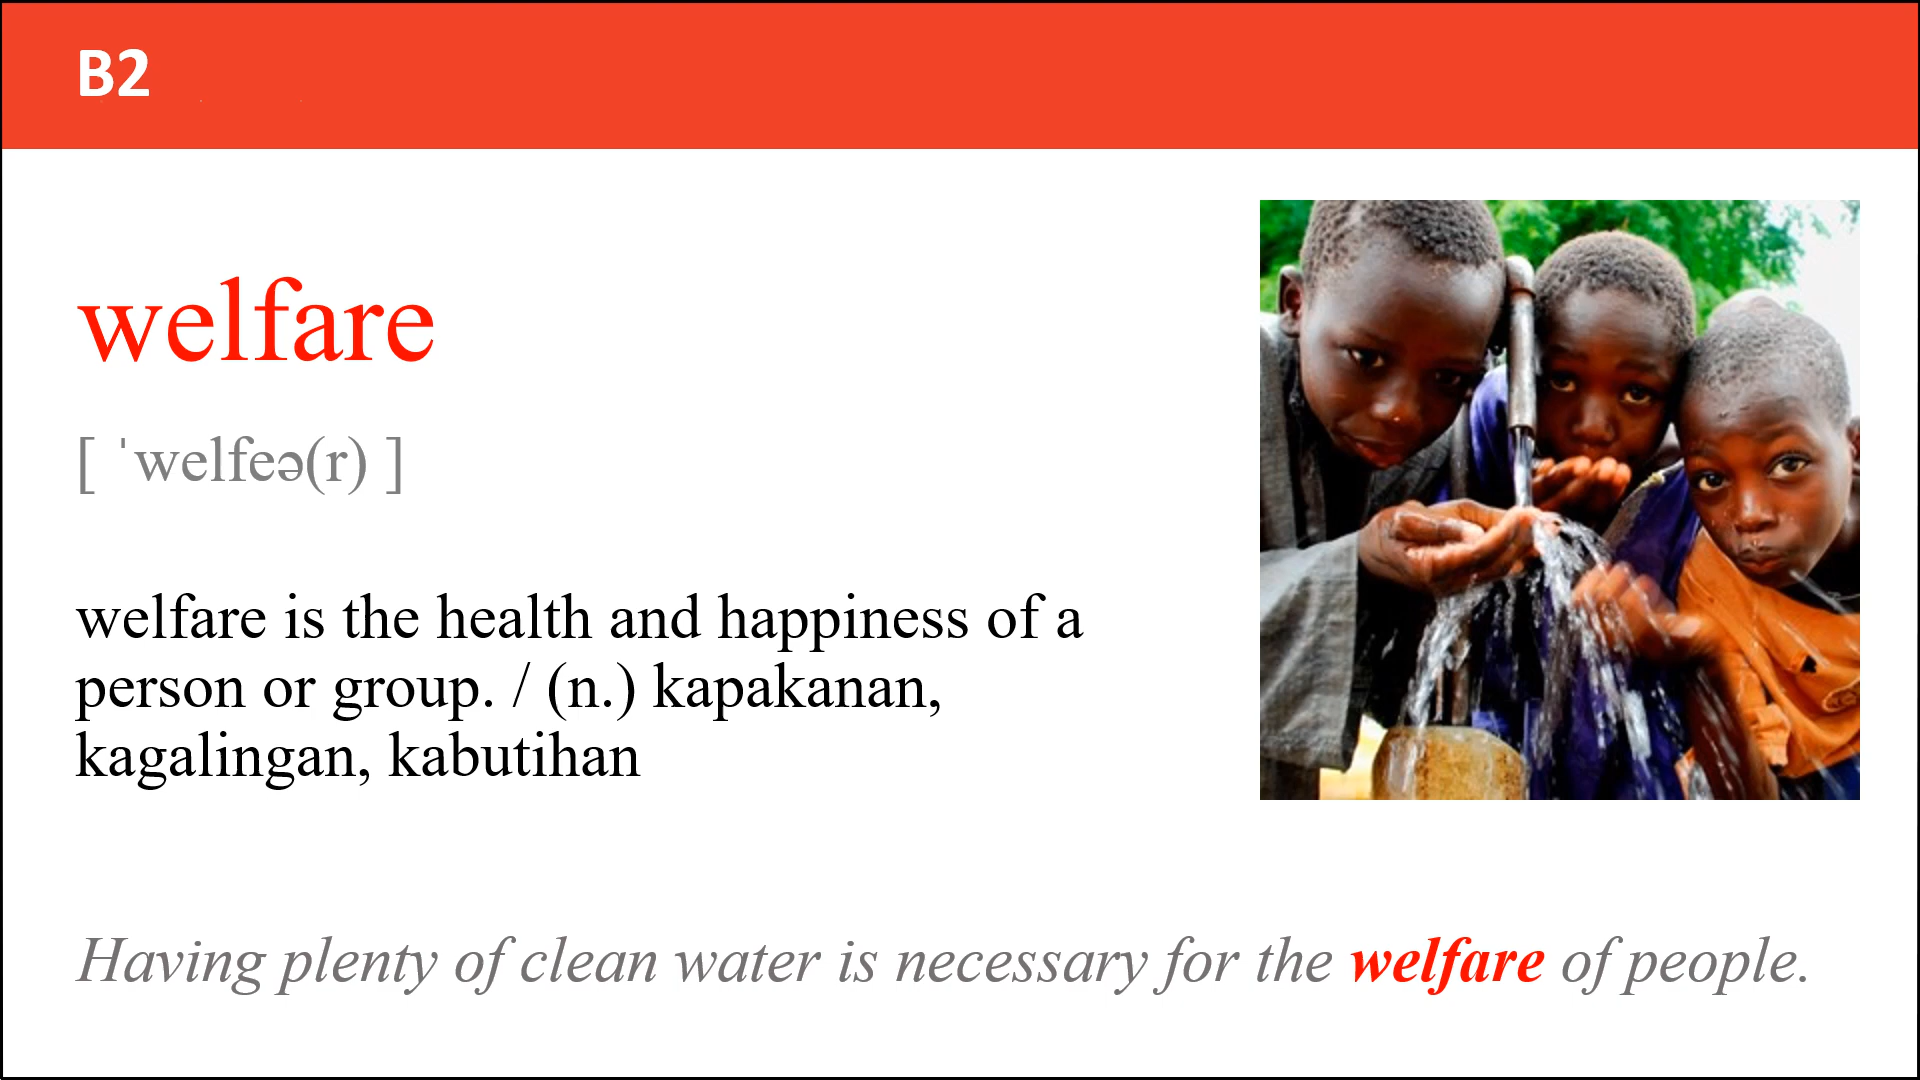 B2
welfare
[ ˈwelfeə(r) ]
welfare is the health and happiness of a
person or group. / (n.) kapakanan,
kagalingan, kabutihan
Having plenty of clean water is necessary for the welfare of people.